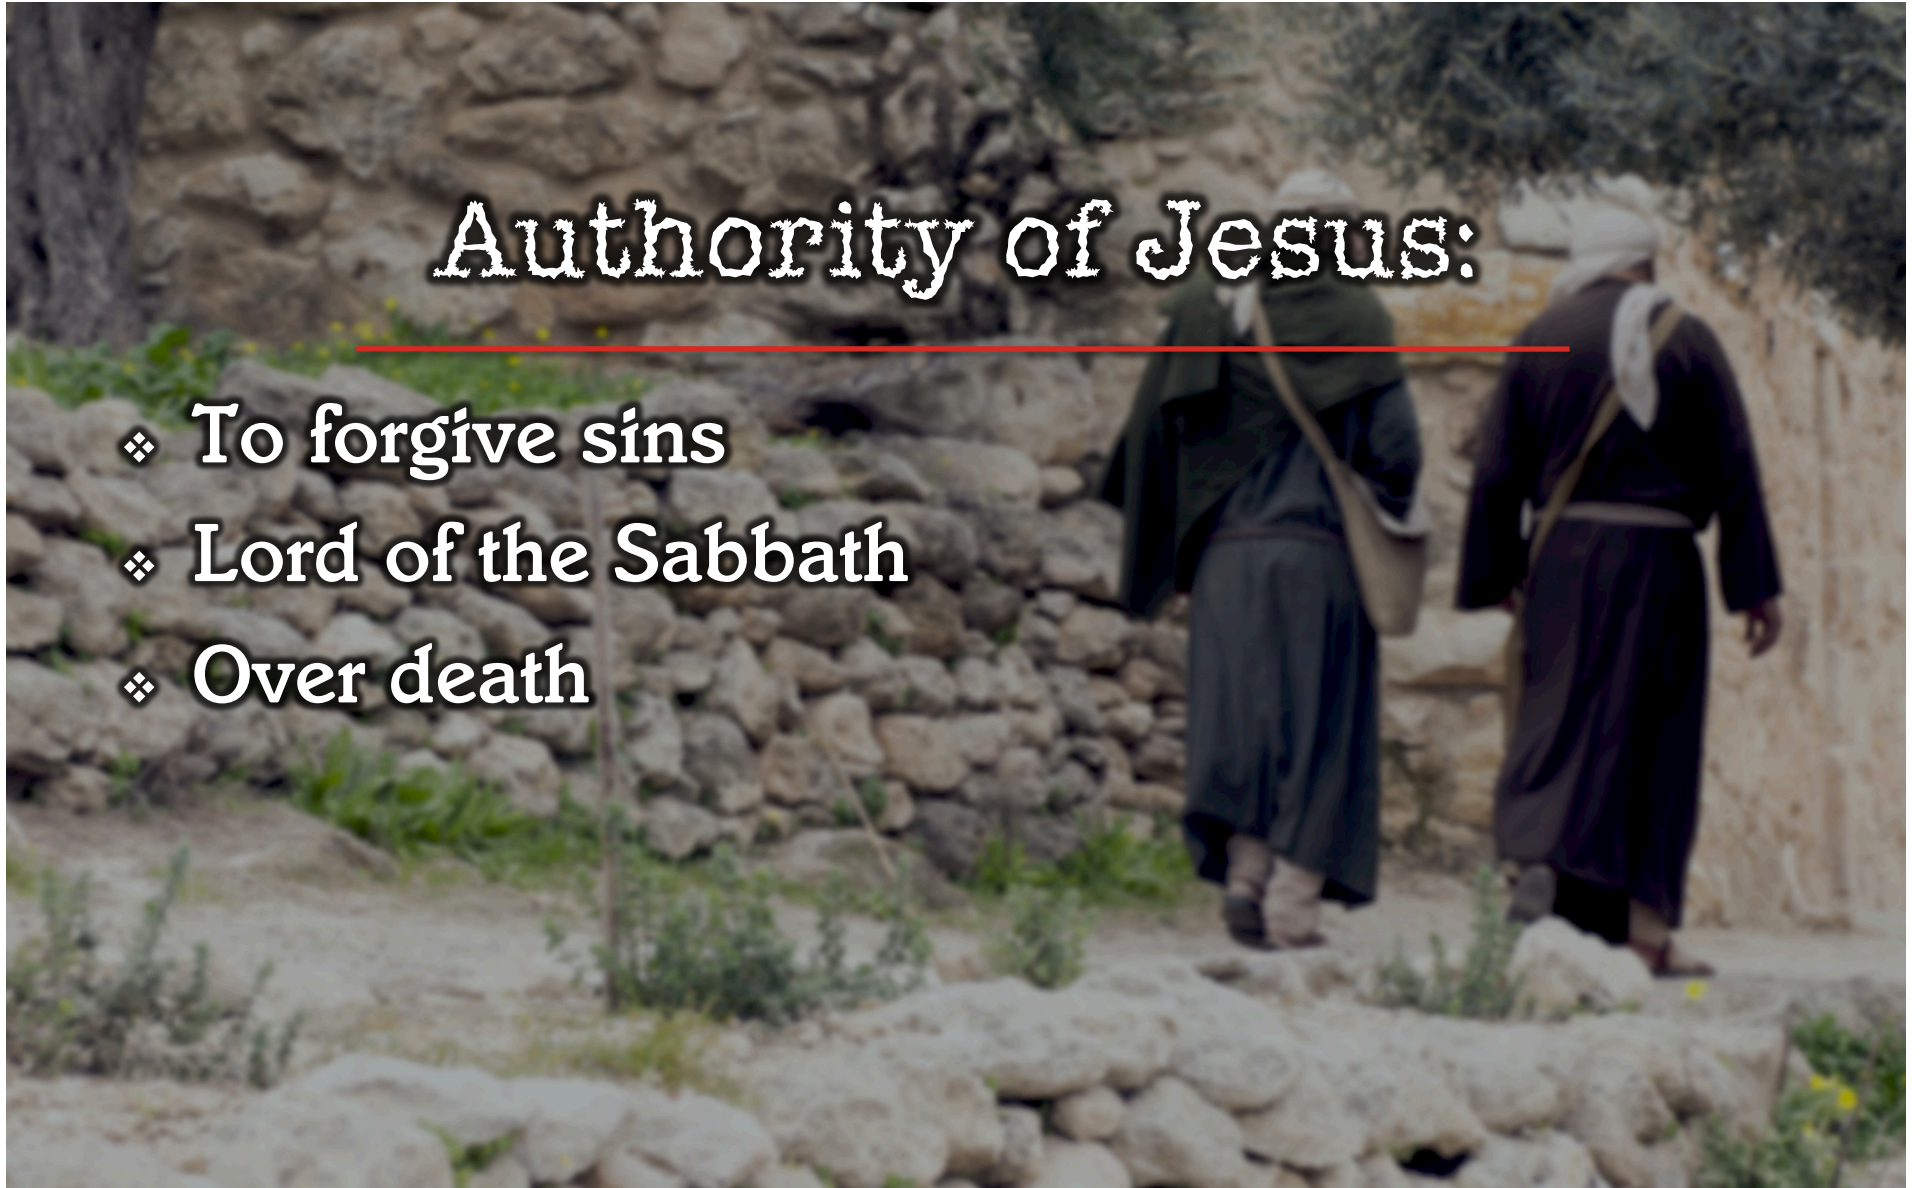 Authority of Jesus:
❖ To forgive sins
❖ Lord of the Sabbath
❖ Over death